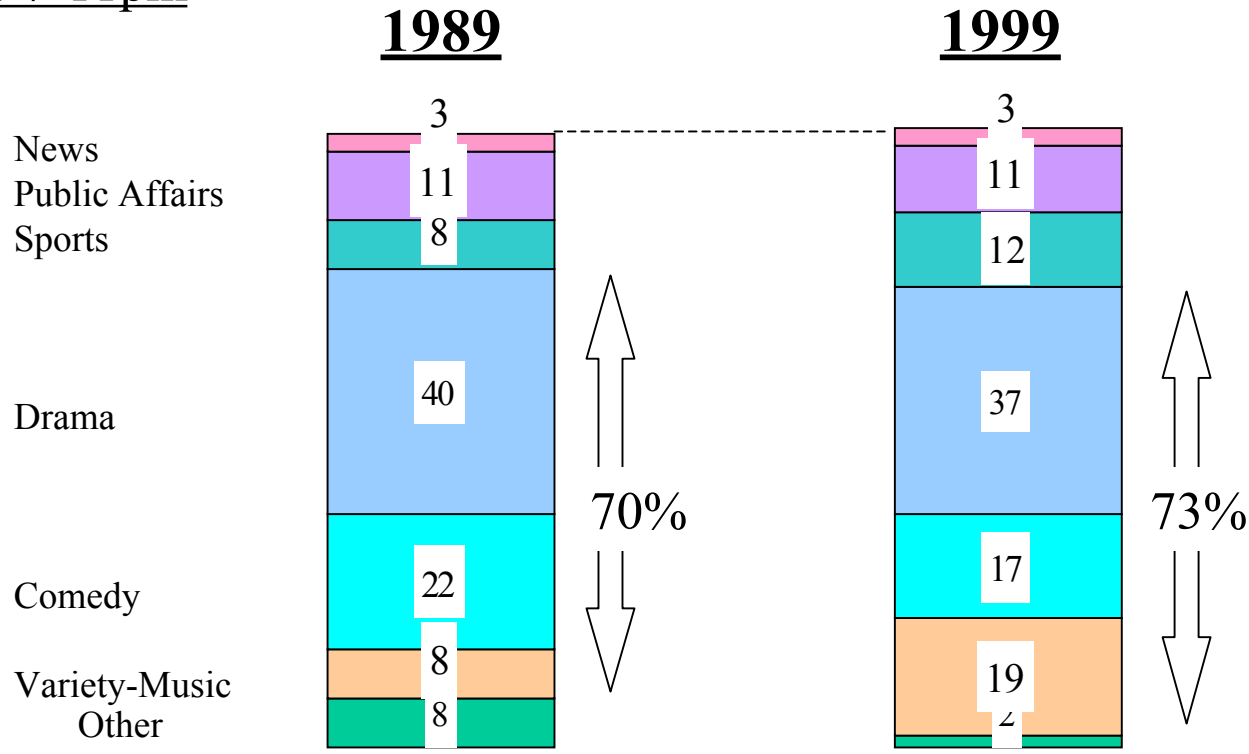 1989 1999
3 3
News
11 11
Public Affairs
Sports 8 12
Drama 40 37
70% 73%
Comedy 22 17
8
Variety-Music 19
Other 8 2